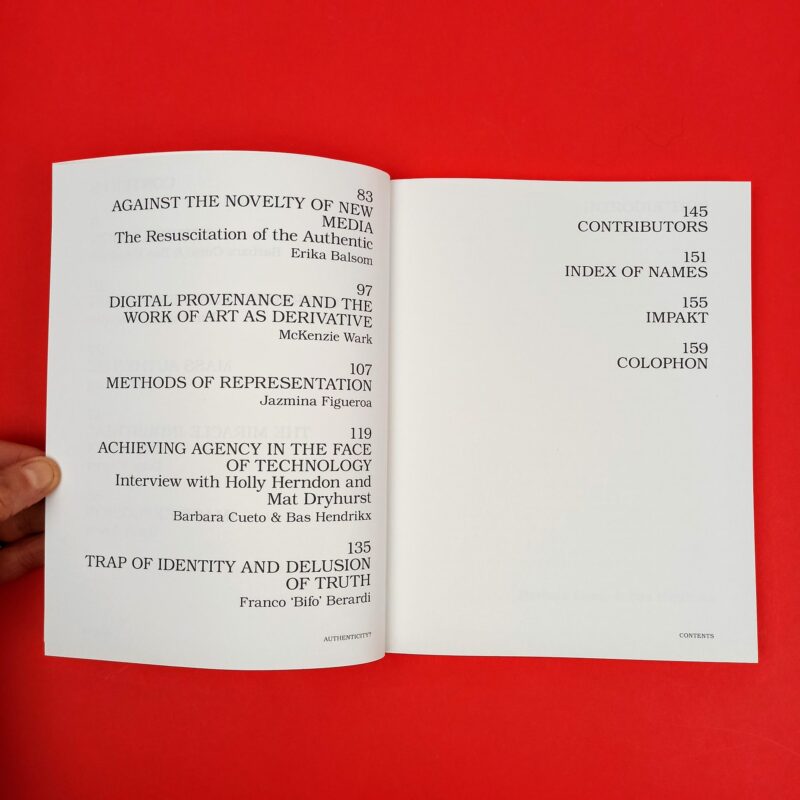 83
AGAINST THE NOVELTY OF NEW
MEDIA
The Resuscitation of the Authentic
Erika Balsom
97
DIGITAL PROVENANCE AND THE
WORK OF ART AS DERIVATIVE
McKenzie Wark
107
METHODS OF REPRESENTATION
Jazmina Figueroa
119
ACHIEVING AGENCY IN THE FACE
OF TECHNOLOGY
Interview with Holly Herndon and
Mat Dryhurst
Barbara Cueto & Bas Hendrikx
135
TRAP OF IDENTITY AND DELUSION
OF TRUTH
Franco ‘Bifo’ Berardi
AUTHENTICITY?
145
CONTRIBUTORS
151
INDEX OF NAMES
155
IMPAKT
159
COLOPHON
CONTENTS